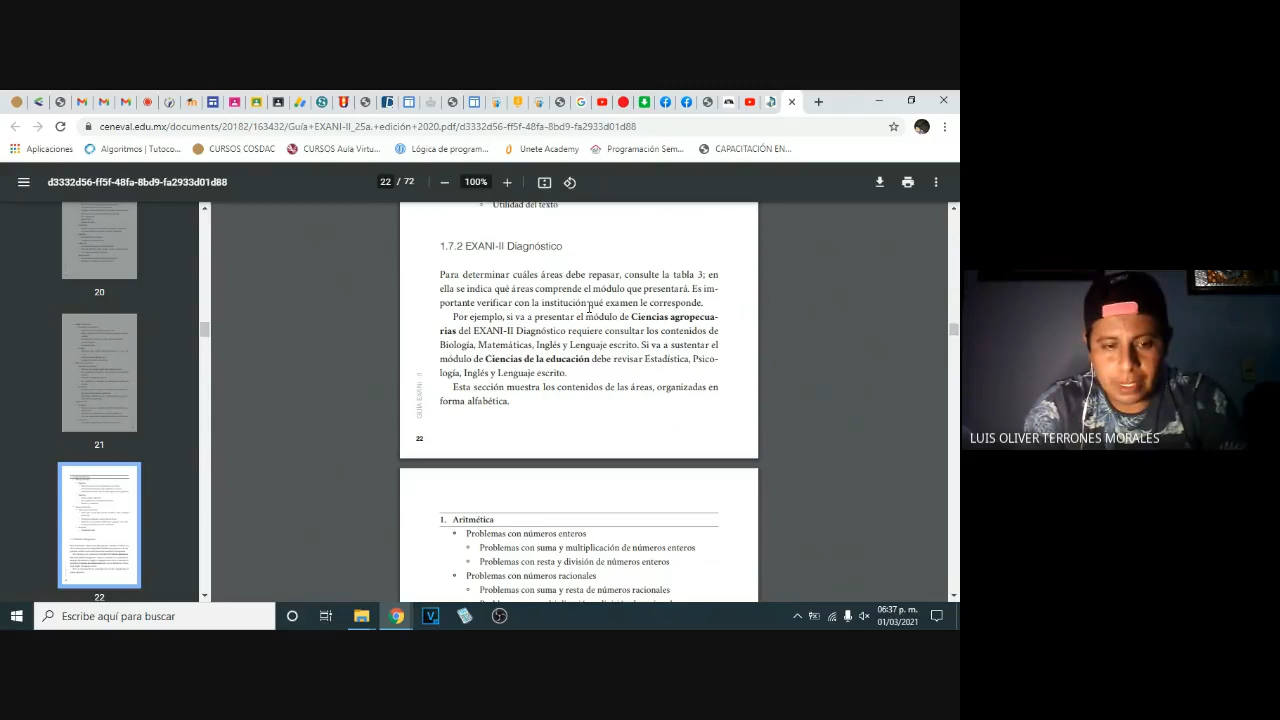 ceneval.edu.mx/documents/20182/163432/Guía+EXANI-II_25a.+edición+2020.pdf/d3332d56-ff5f-48fa-8bd9-fa2933d01d88
Aplicaciones
Algoritmos | Tutoco...
CURSOS COSDAC
CURSOS Aula Virtu...
Lógica de program...
Unete Academy
Programación Sem...
CAPACITACIÓN EN...
d3332d56-ff5f-48fa-8bd9-fa2933d01d88
22 / 72
100%
20
21
22
Utilidad del texto
1.7.2 EXANI-II Diagnóstico
Para determinar cuáles áreas debe repasar, consulte la tabla 3; en
ella se indica qué áreas comprende el módulo que presentará. Es im-
portante verificar con la institución qué examen le corresponde.
Por ejemplo, si va a presentar el módulo de Ciencias agropecua-
rias del EXANI-II Diagnóstico requiere consultar los contenidos de
Biología, Matemáticas, Inglés y Lenguaje escrito. Si va a sustentar el
módulo de Ciencias de la educación debe revisar Estadística, Psico-
logía, Inglés y Lenguaje escrito.
Esta sección muestra los contenidos de las áreas, organizadas en
forma alfabética.
GUÍA EXANI - II
22
1. Aritmética
Problemas con números enteros
Problemas con suma y multiplicación de números enteros
Problemas con resta y división de números enteros
Problemas con números racionales
Problemas con suma y resta de números racionales
LUIS OLIVER TERRONES MORALES
Escribe aquí para buscar
06:37 p. m.
01/03/2021